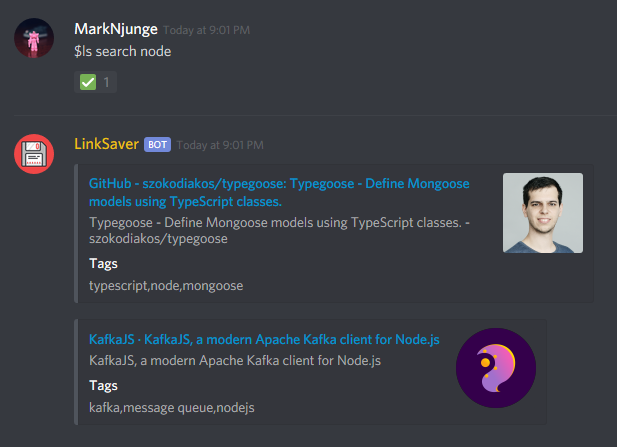 MarkNjunge Today at 9:01 PM
$ls search node
1
LinkSaver BOT Today at 9:01 PM
GitHub - szokodiakos/typegoose: Typegoose - Define Mongoose
models using TypeScript classes.
Typegoose - Define Mongoose models using TypeScript classes. -
szokodiakos/typegoose
Tags
typescript,node,mongoose
KafkaJS · KafkaJS, a modern Apache Kafka client for Node.js
KafkaJS, a modern Apache Kafka client for Node.js
Tags
kafka,message queue,nodejs